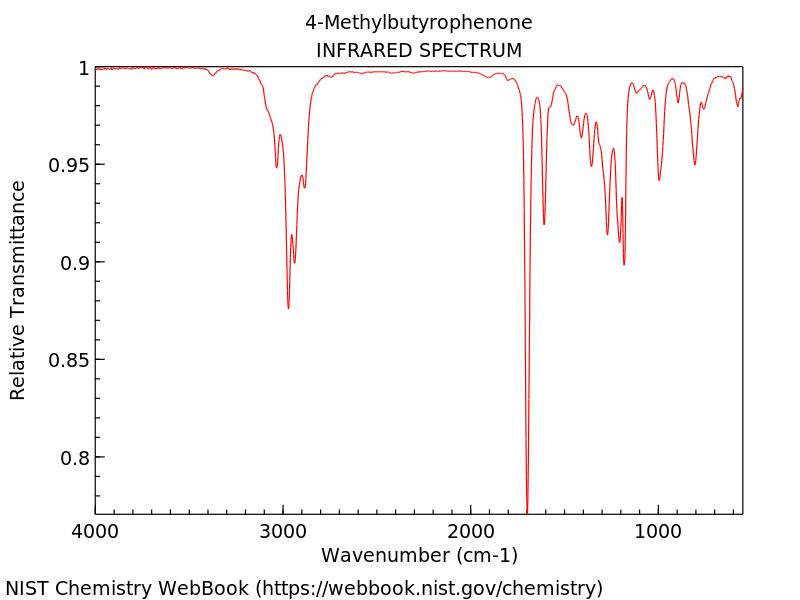 4-Methylbutyrophenone
INFRARED SPECTRUM
1
0.95
0.9
0.85
0.8
Relative Transmittance
4000 3000 2000 1000
Wavenumber (cm-1)
NIST Chemistry WebBook (https://webbook.nist.gov/chemistry)